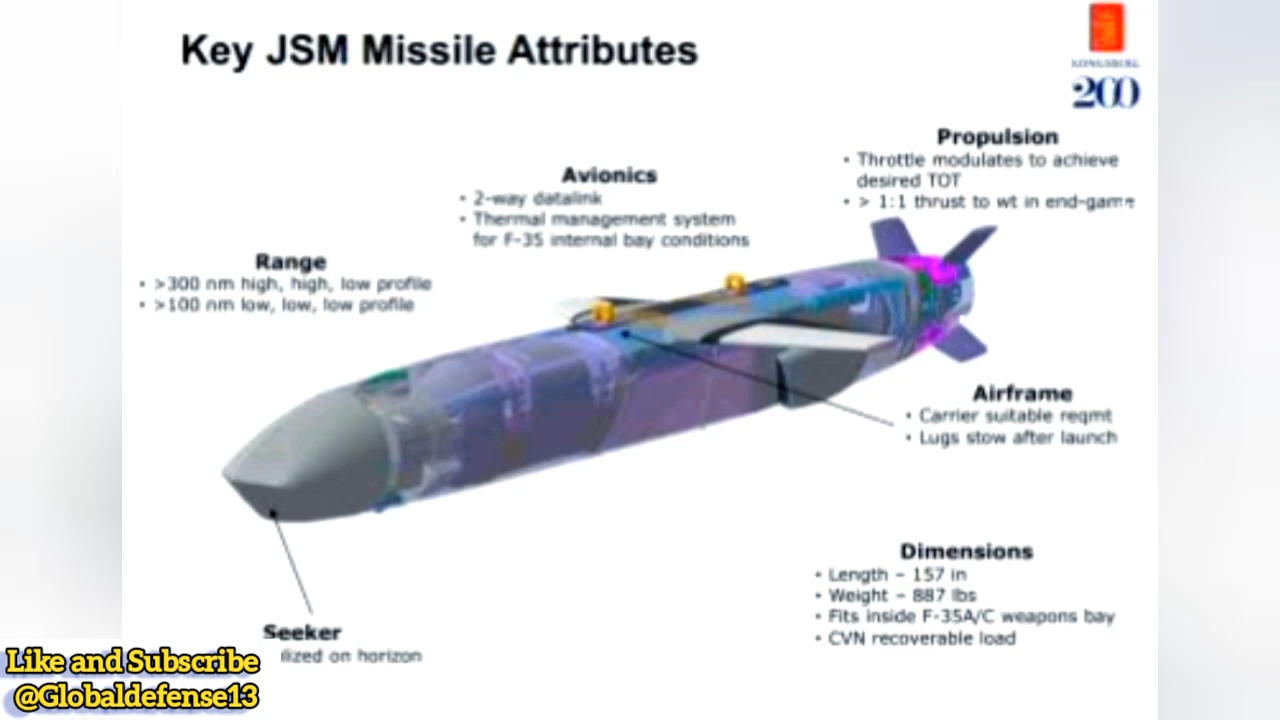 Key JSM Missile Attributes
KONGSBERG
200
Propulsion
• Throttle modulates to achieve
desired TOT
• > 1:1 thrust to wt in end-game
Avionics
• 2-way datalink
• Thermal management system
for F-35 internal bay conditions
Range
• >300 nm high, high, low profile
• >100 nm low, low, low profile
Airframe
• Carrier suitable reqmt
• Lugs stow after launch
Dimensions
• Length – 157 in
• Weight – 887 lbs
• Fits inside F-35A/C weapons bay
• CVN recoverable load
Seeker
on horizon
Like and Subscribe
@Globaldefense13